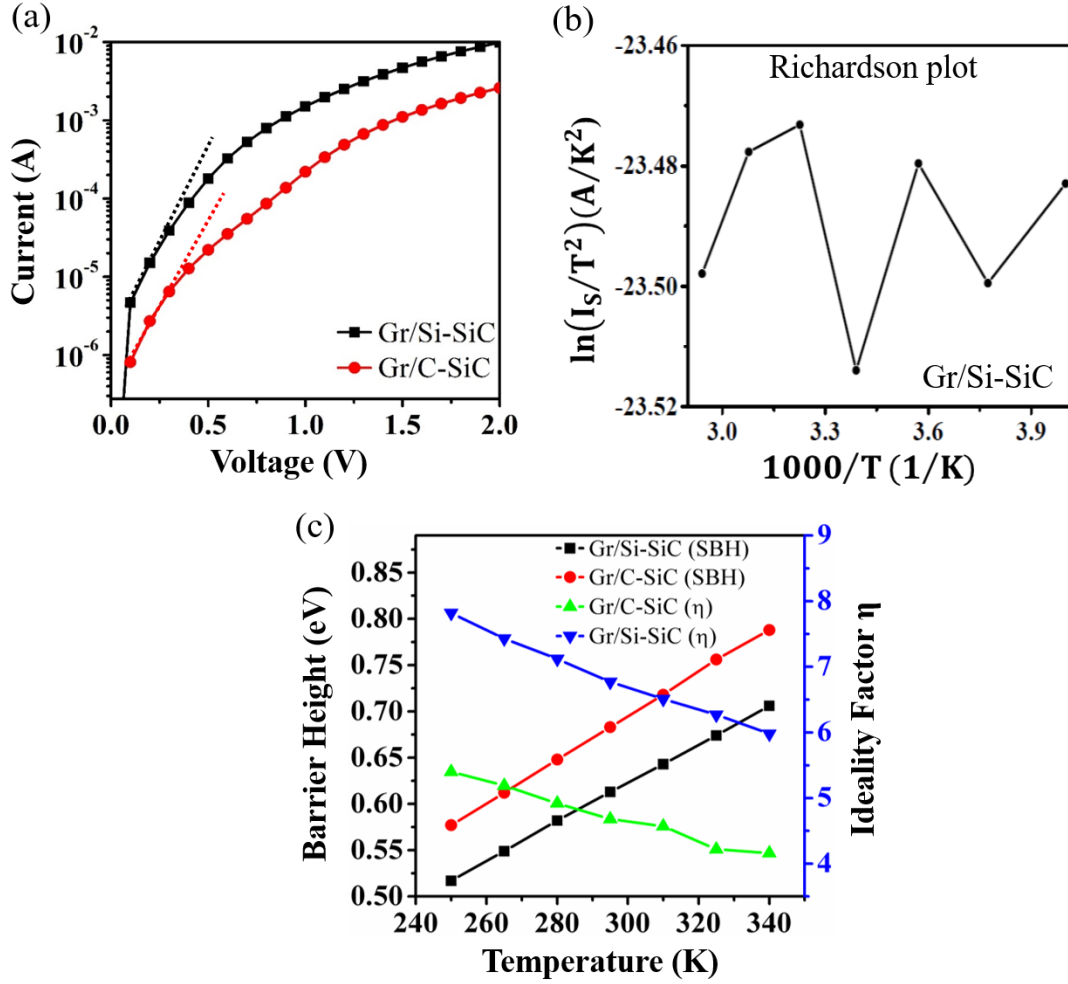 (a)
10⁻²
10⁻³
10⁻⁴
10⁻⁵
10⁻⁶
Current (A)
Gr/Si-SiC
Gr/C-SiC
0.0 0.5 1.0 1.5 2.0
Voltage (V)
(b)
-23.46
-23.48
-23.50
-23.52
ln(I_S/T²)(A/K²)
Richardson plot
Gr/Si-SiC
3.0 3.3 3.6 3.9
1000/T (1/K)
(c)
0.85
0.80
0.75
0.70
0.65
0.60
0.55
0.50
Barrier Height (eV)
Gr/Si-SiC (SBH)
Gr/C-SiC (SBH)
Gr/C-SiC (η)
Gr/Si-SiC (η)
9
8
7
6
5
4
Ideality Factor η
240 260 280 300 320 340
Temperature (K)